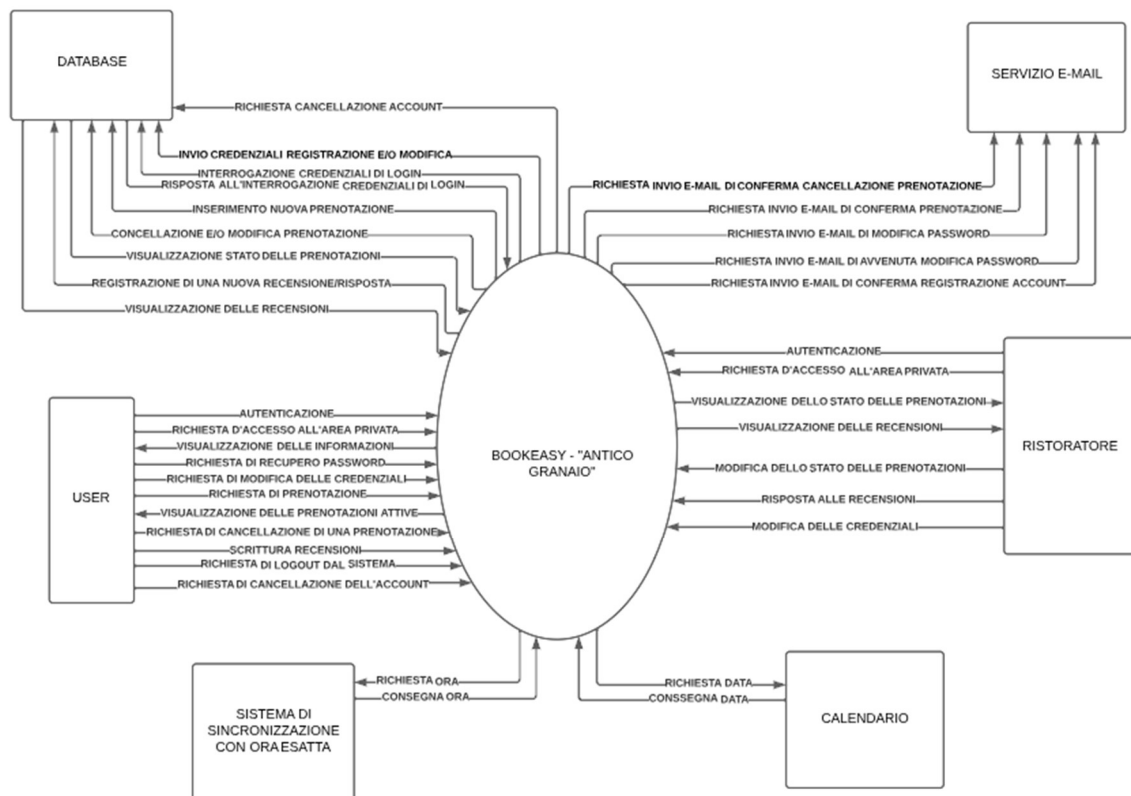 DATABASE
SERVIZIO E-MAIL
RICHIESTA CANCELLAZIONE ACCOUNT
INVIO CREDENZIALI REGISTRAZIONE E/O MODIFICA
INTERROGAZIONE CREDENZIALI DI LOGIN
RISPOSTA ALL'INTERROGAZIONE CREDENZIALI DI LOGIN
INSERIMENTO NUOVA PRENOTAZIONE
CONCELLAZIONE E/O MODIFICA PRENOTAZIONE
VISUALIZZAZIONE STATO DELLE PRENOTAZIONI
REGISTRAZIONE DI UNA NUOVA RECENSIONE/RISPOSTA
VISUALIZZAZIONE DELLE RECENSIONI
RICHIESTA INVIO E-MAIL DI CONFERMA CANCELLAZIONE PRENOTAZIONE
RICHIESTA INVIO E-MAIL DI CONFERMA PRENOTAZIONE
RICHIESTA INVIO E-MAIL DI MODIFICA PASSWORD
RICHIESTA INVIO E-MAIL DI AVVENUTA MODIFICA PASSWORD
RICHIESTA INVIO E-MAIL DI CONFERMA REGISTRAZIONE ACCOUNT
USER
AUTENTICAZIONE
RICHIESTA D'ACCESSO ALL'AREA PRIVATA
VISUALIZZAZIONE DELLE INFORMAZIONI
RICHIESTA DI RECUPERO PASSWORD
RICHIESTA DI MODIFICA DELLE CREDENZIALI
RICHIESTA DI PRENOTAZIONE
VISUALIZZAZIONE DELLE PRENOTAZIONI ATTIVE
RICHIESTA DI CANCELLAZIONE DI UNA PRENOTAZIONE
SCRITTURA RECENSIONI
RICHIESTA DI LOGOUT DAL SISTEMA
RICHIESTA DI CANCELLAZIONE DELL'ACCOUNT
BOOKEASY - "ANTICO
GRANAIO"
AUTENTICAZIONE
RICHIESTA D'ACCESSO ALL'AREA PRIVATA
VISUALIZZAZIONE DELLO STATO DELLE PRENOTAZIONI
VISUALIZZAZIONE DELLE RECENSIONI
MODIFICA DELLO STATO DELLE PRENOTAZIONI
RISPOSTA ALLE RECENSIONI
MODIFICA DELLE CREDENZIALI
RISTORATORE
RICHIESTA ORA
CONSEGNA ORA
SISTEMA DI
SINCRONIZZAZIONE
CON ORA ESATTA
RICHIESTA DATA
CONSSEGNA DATA
CALENDARIO